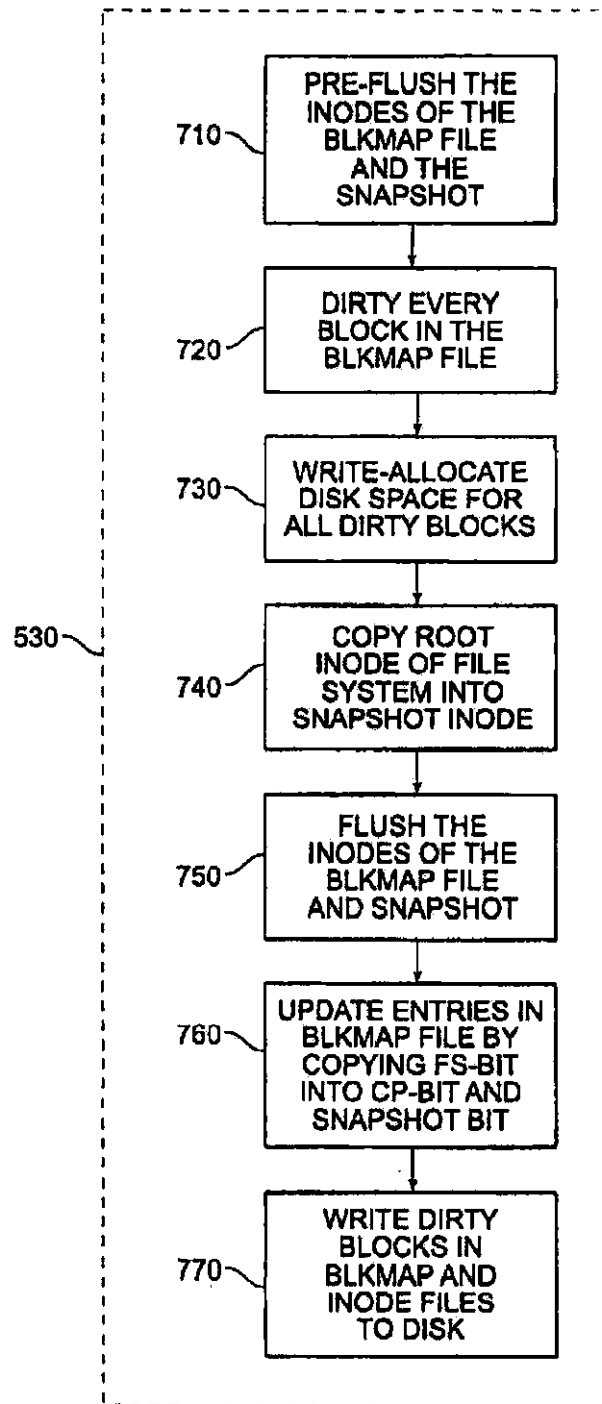 710
PRE-FLUSH THE
INODES OF THE
BLKMAP FILE
AND THE
SNAPSHOT
720
DIRTY EVERY
BLOCK IN THE
BLKMAP FILE
730
WRITE-ALLOCATE
DISK SPACE FOR
ALL DIRTY BLOCKS
530
740
COPY ROOT
INODE OF FILE
SYSTEM INTO
SNAPSHOT INODE
750
FLUSH THE
INODES OF THE
BLKMAP FILE
AND SNAPSHOT
760
UPDATE ENTRIES IN
BLKMAP FILE BY
COPYING FS-BIT
INTO CP-BIT AND
SNAPSHOT BIT
770
WRITE DIRTY
BLOCKS IN
BLKMAP AND
INODE FILES
TO DISK